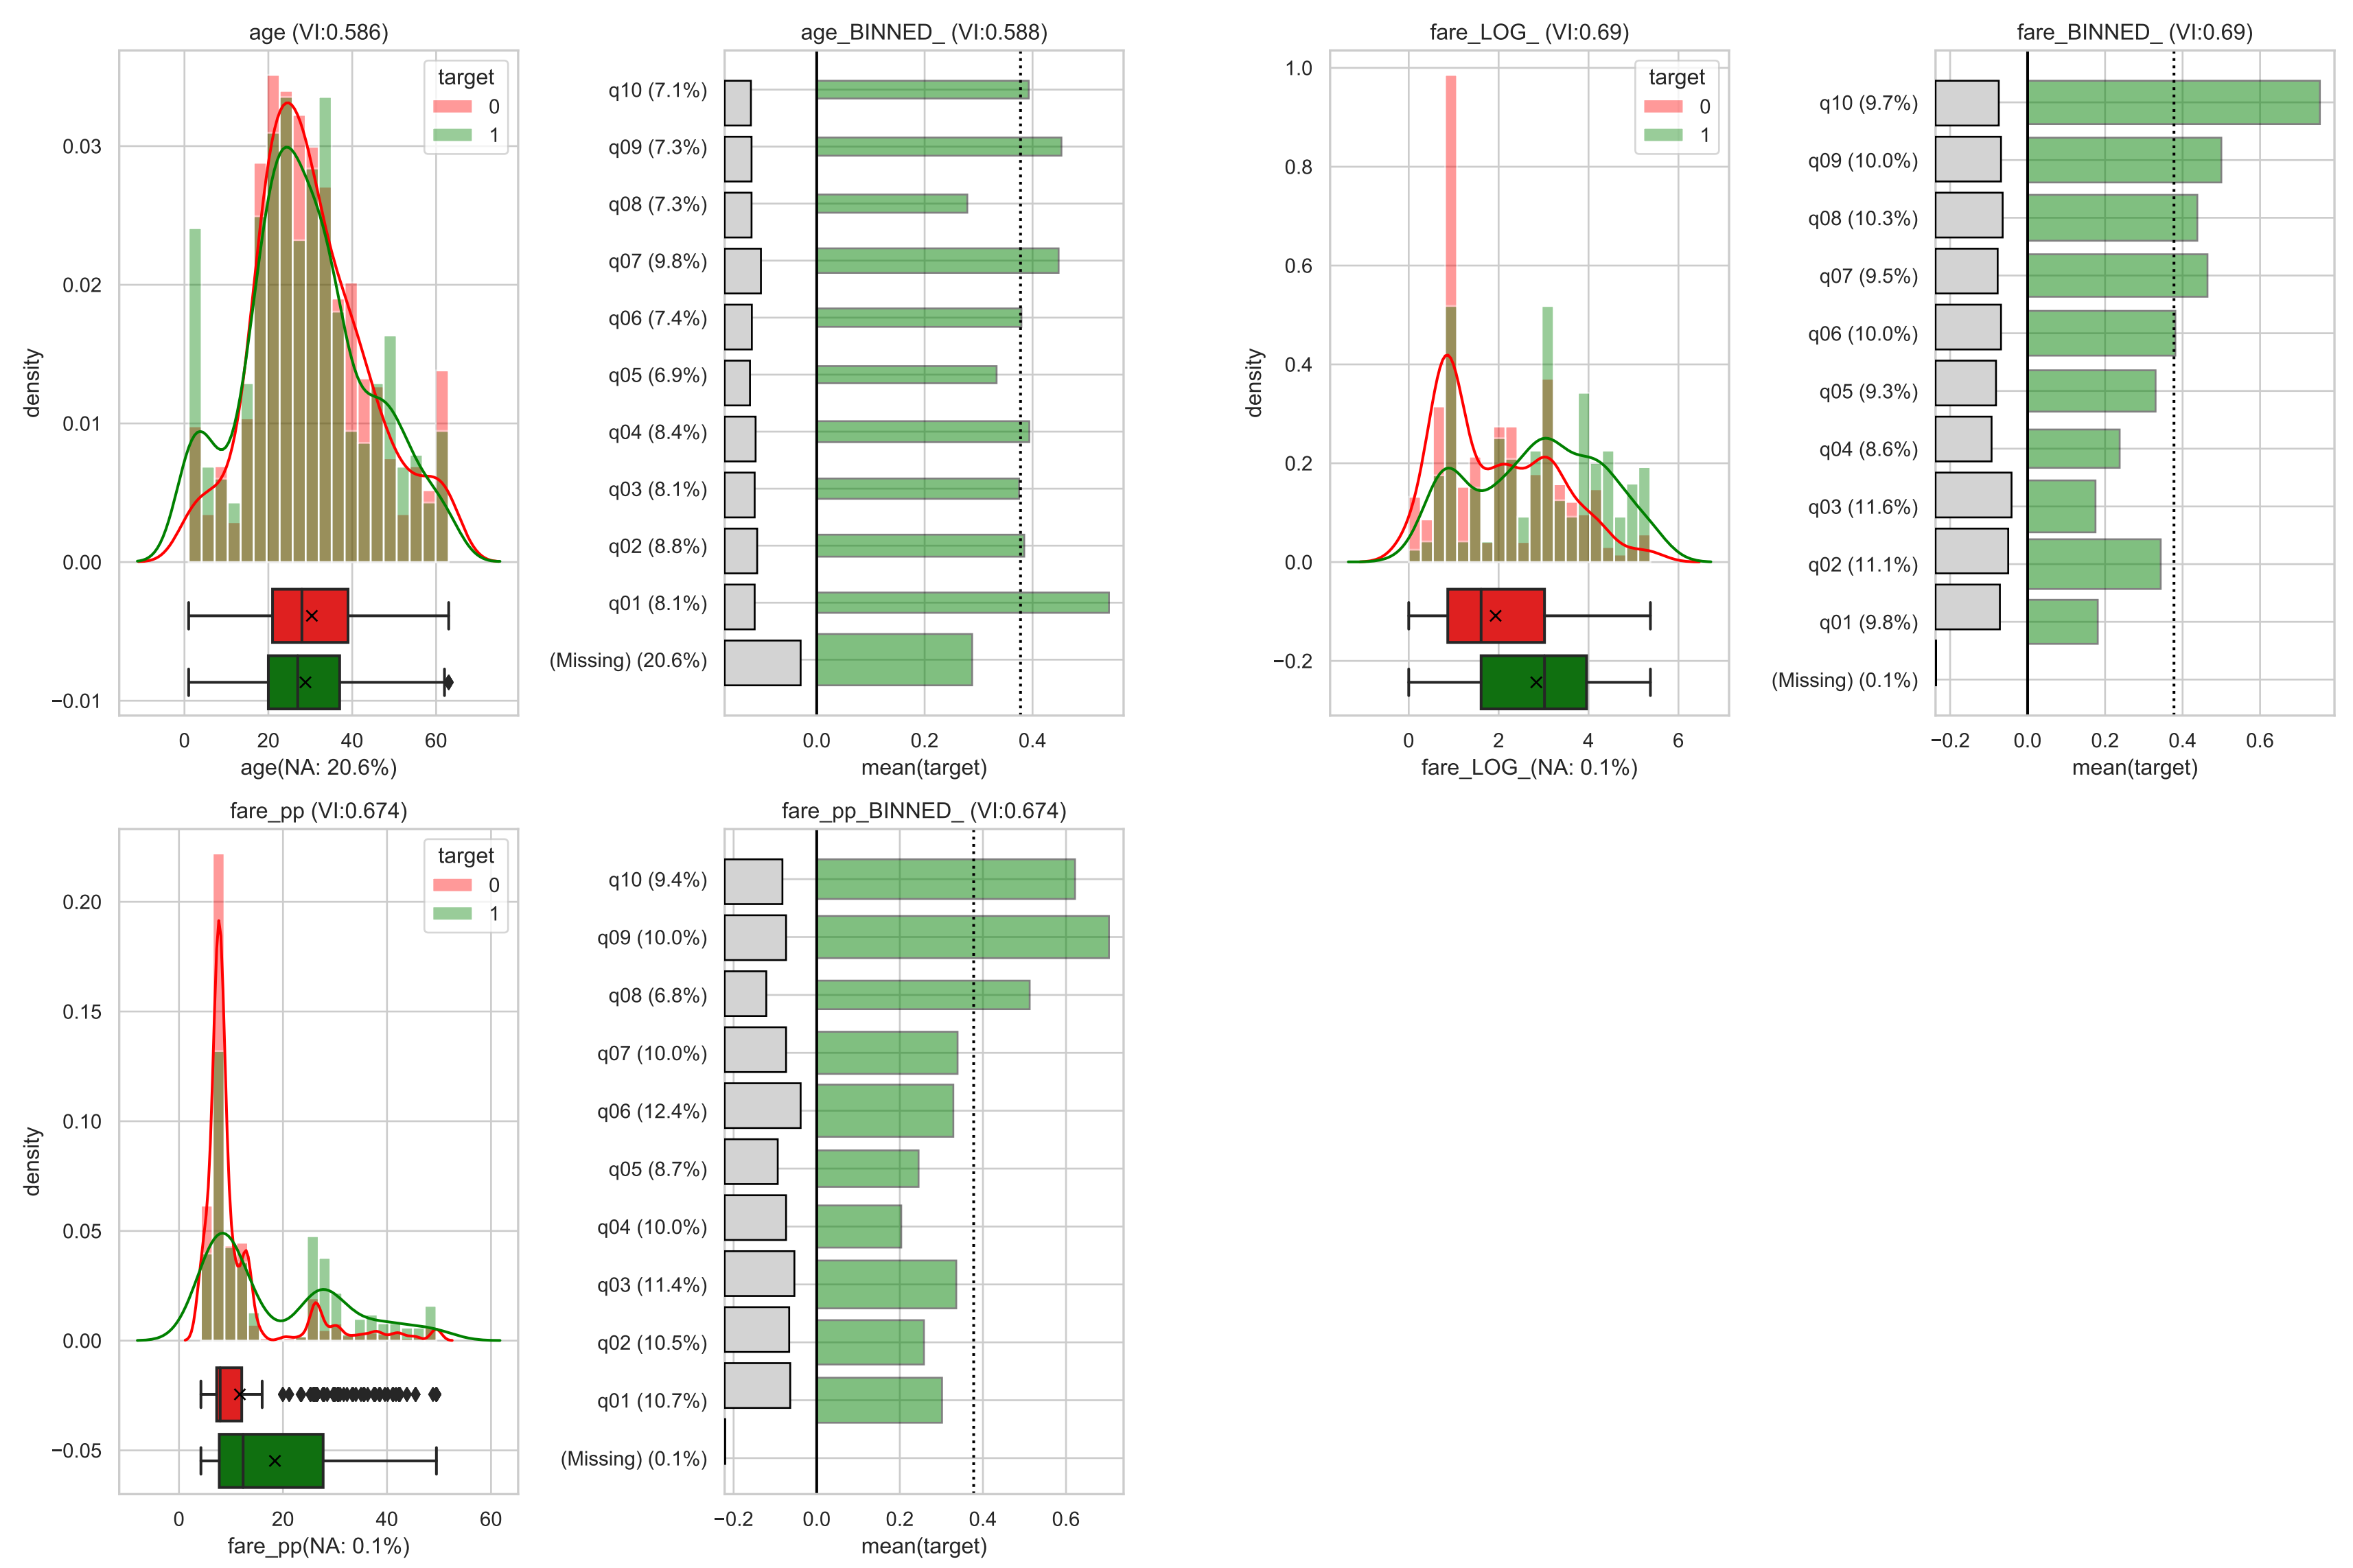 age (VI:0.586)
target
0
1
density
0.03
0.02
0.01
0.00
−0.01
0
20
40
60
age(NA: 20.6%)
age_BINNED_ (VI:0.588)
q10 (7.1%)
q09 (7.3%)
q08 (7.3%)
q07 (9.8%)
q06 (7.4%)
q05 (6.9%)
q04 (8.4%)
q03 (8.1%)
q02 (8.8%)
q01 (8.1%)
(Missing) (20.6%)
0.0
0.2
0.4
mean(target)
fare_LOG_ (VI:0.69)
target
0
1
density
1.0
0.8
0.6
0.4
0.2
0.0
−0.2
0
2
4
6
fare_LOG_(NA: 0.1%)
fare_BINNED_ (VI:0.69)
q10 (9.7%)
q09 (10.0%)
q08 (10.3%)
q07 (9.5%)
q06 (10.0%)
q05 (9.3%)
q04 (8.6%)
q03 (11.6%)
q02 (11.1%)
q01 (9.8%)
(Missing) (0.1%)
−0.2
0.0
0.2
0.4
0.6
mean(target)
fare_pp (VI:0.674)
target
0
1
density
0.20
0.15
0.10
0.05
0.00
−0.05
0
20
40
60
fare_pp(NA: 0.1%)
fare_pp_BINNED_ (VI:0.674)
q10 (9.4%)
q09 (10.0%)
q08 (6.8%)
q07 (10.0%)
q06 (12.4%)
q05 (8.7%)
q04 (10.0%)
q03 (11.4%)
q02 (10.5%)
q01 (10.7%)
(Missing) (0.1%)
−0.2
0.0
0.2
0.4
0.6
mean(target)